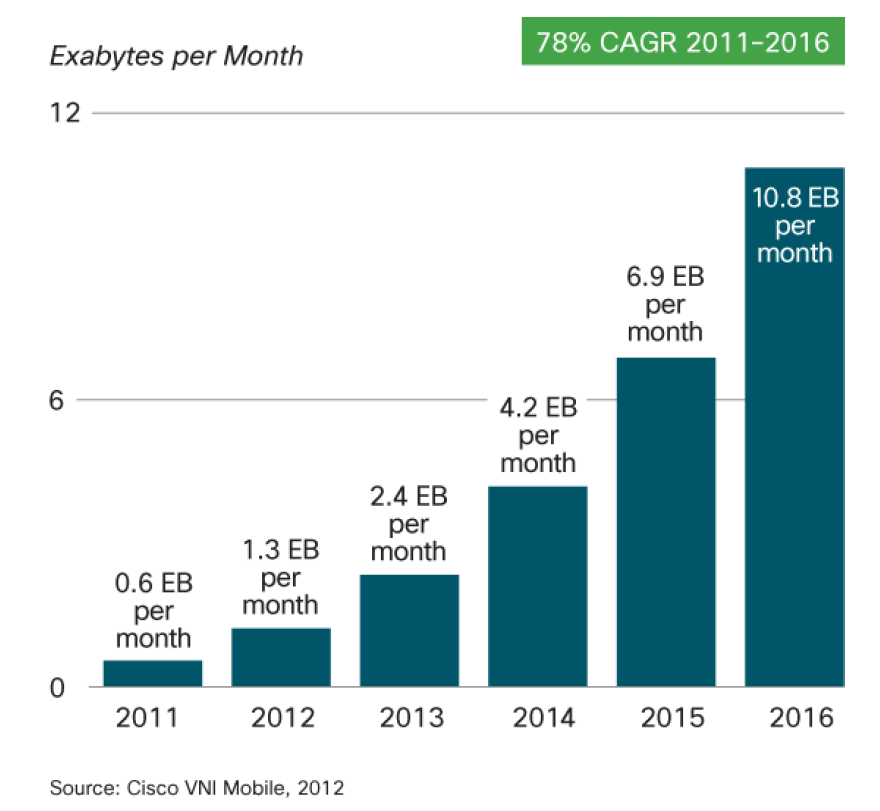 Exabytes per Month
78% CAGR 2011–2016
12
10.8 EB
per
month
6.9 EB
per
month
6
4.2 EB
per
month
2.4 EB
per
month
1.3 EB
per
month
0.6 EB
per
month
0
2011 2012 2013 2014 2015 2016
Source: Cisco VNI Mobile, 2012